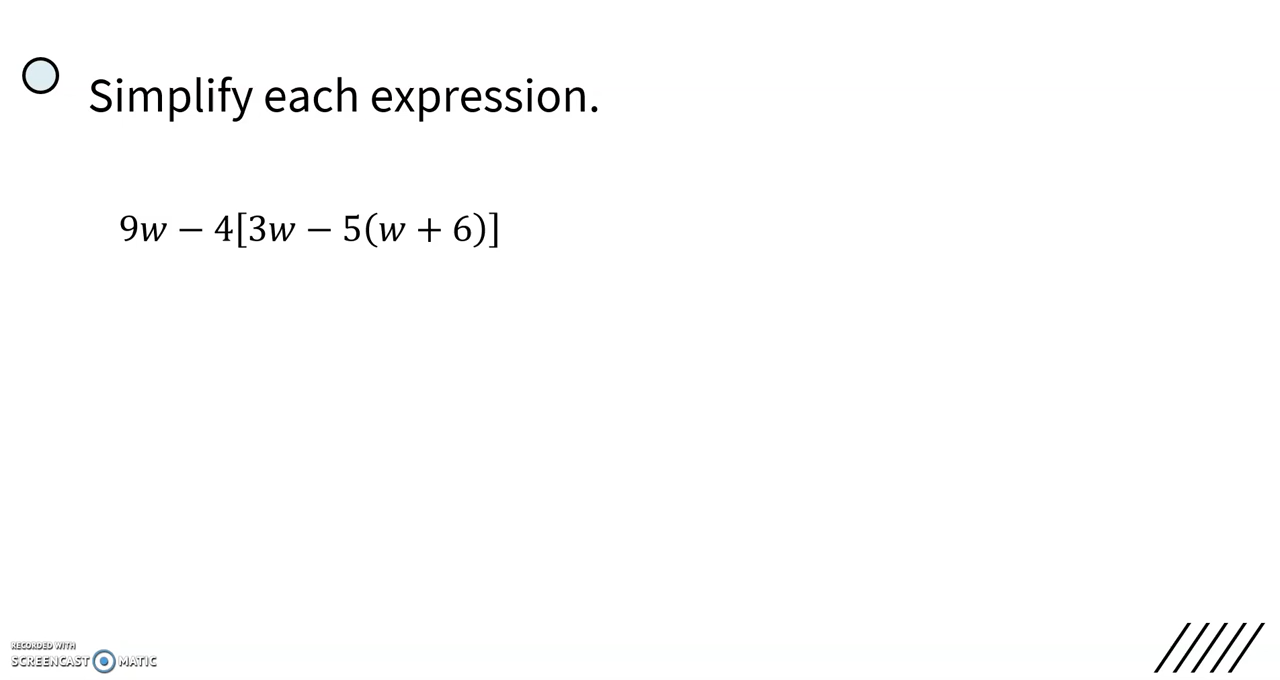 Simplify each expression.
9w − 4[3w − 5(w + 6)]
RECORDED WITH
SCREENCAST MATIC